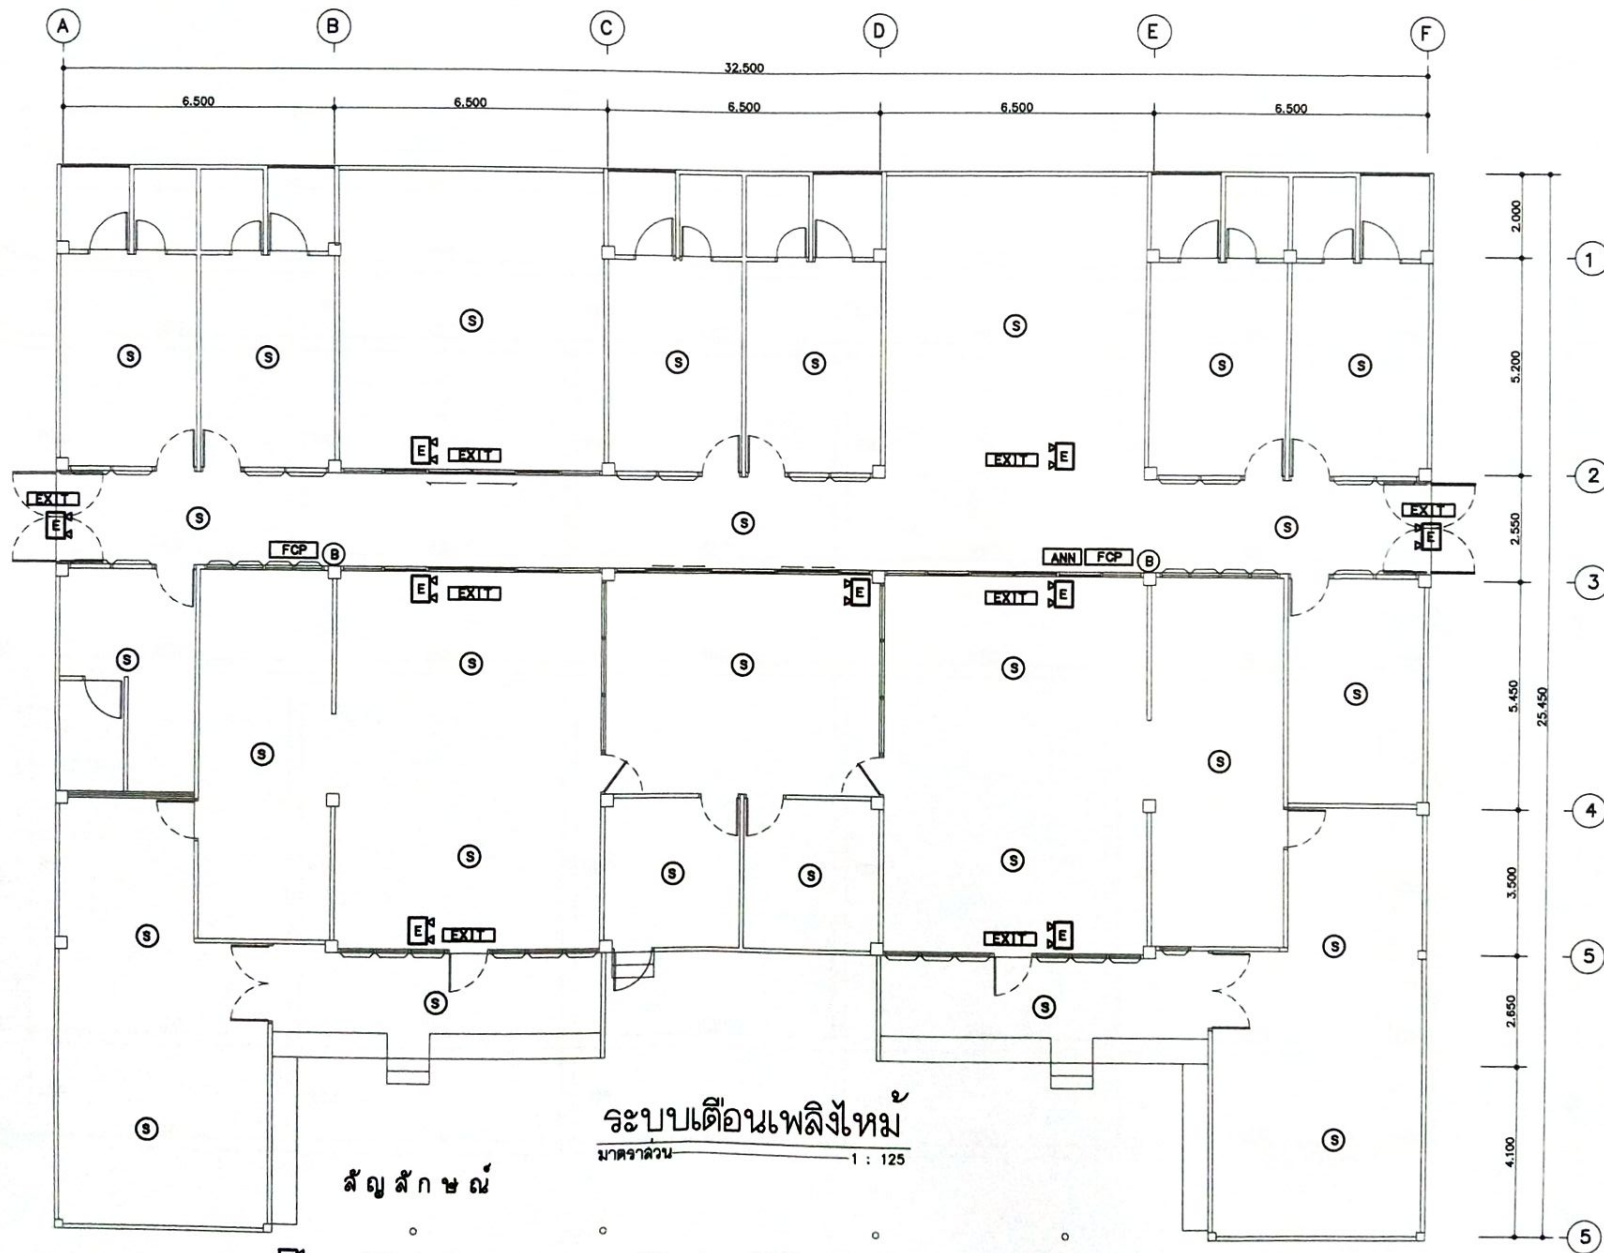 A B C D E F
32.500
6.500 6.500 6.500 6.500 6.500
2.000
1
S S
S S S S S S
5.200
E EXIT EXIT E
2
EXIT EXIT
S S S
E E
2.550
FCP B ANN FCP B
3
E EXIT E EXIT E
S S S S
S
5.450
25.450
S S
4
S S
S S
3.500
E EXIT EXIT E
S S
5
S S
2.650
ระบบเตือนเพลิงไหม้
S S
มาตราส่วน 1 : 125
4.100
สัญลักษณ์
5